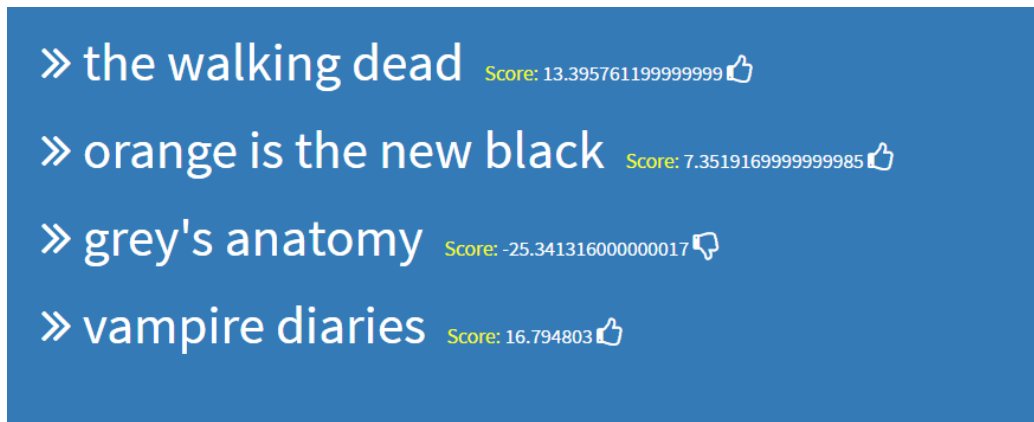 » the walking dead Score: 13.395761199999999
» orange is the new black Score: 7.3519169999999985
» grey's anatomy Score: -25.341316000000017
» vampire diaries Score: 16.794803